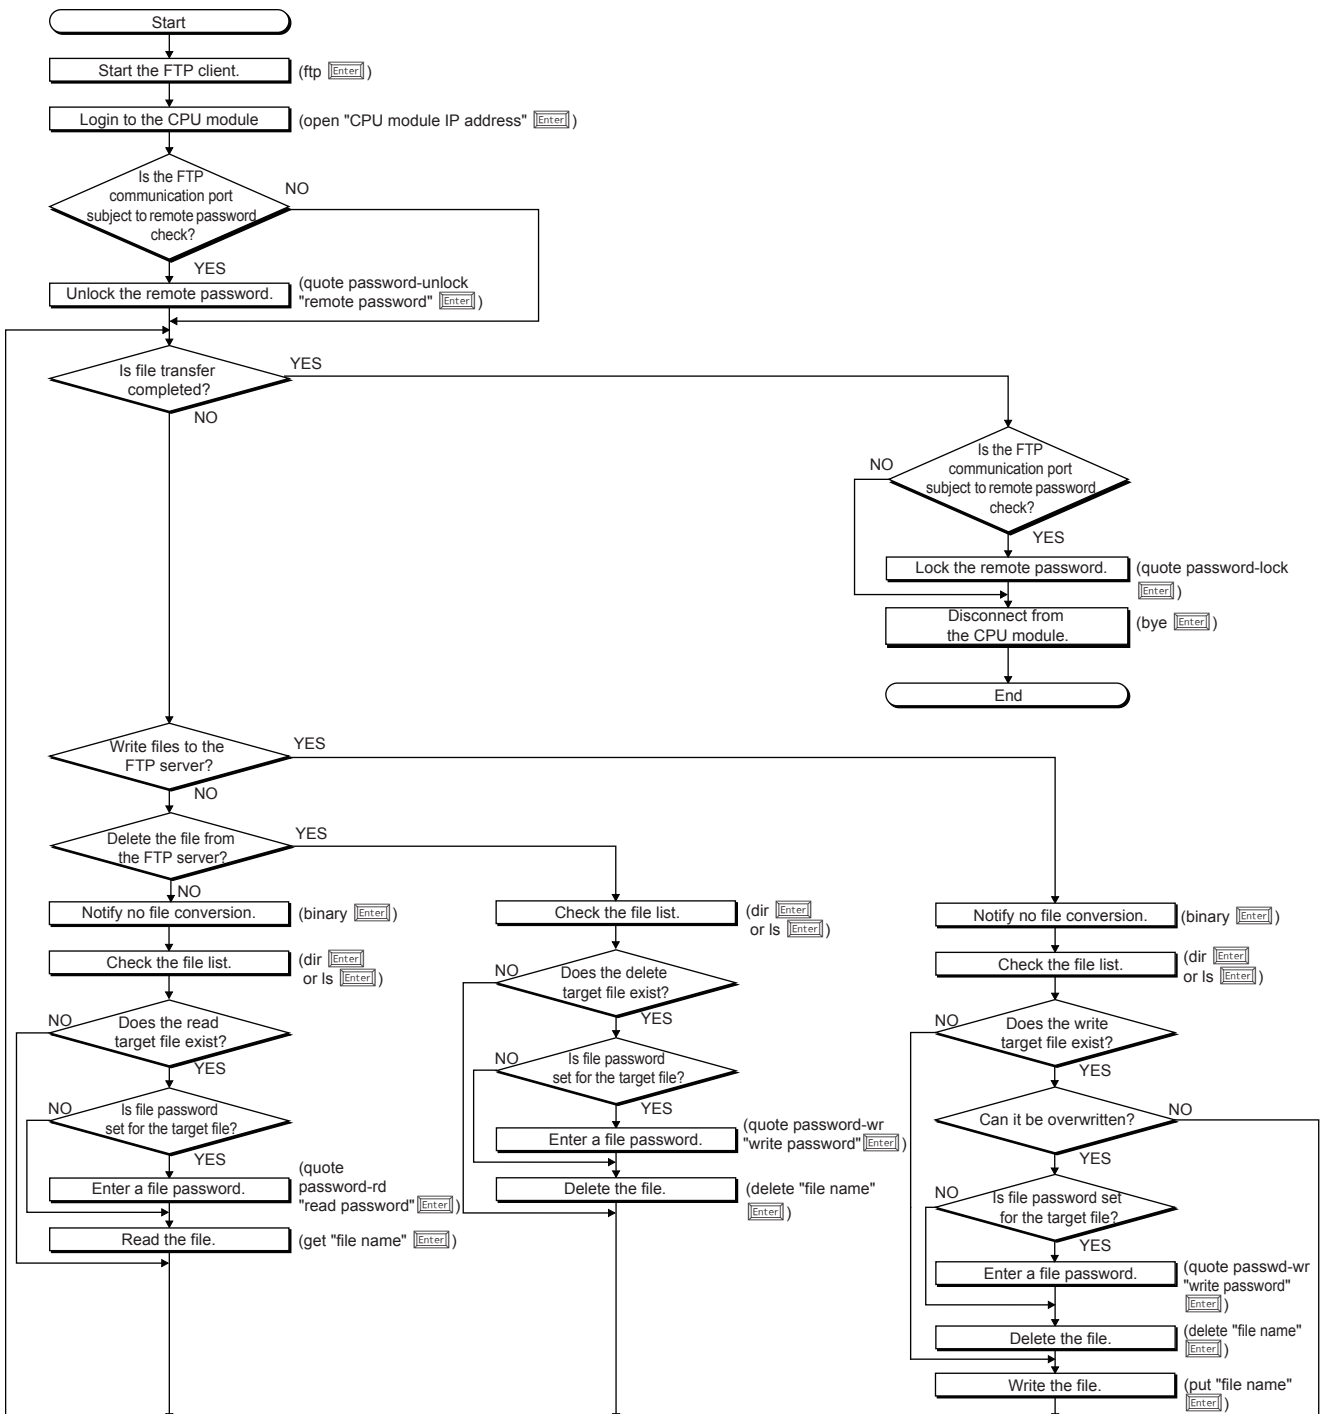 Start
Start the FTP client.
(ftp Enter)
Login to the CPU module
(open "CPU module IP address" Enter)
Is the FTP
communication port
subject to remote password
check?
NO
YES
Unlock the remote password.
(quote password-unlock
"remote password" Enter)
Is file transfer
completed?
YES
NO
Is the FTP
communication port
subject to remote password
check?
NO
YES
Lock the remote password.
(quote password-lock
Enter)
Disconnect from
the CPU module.
(bye Enter)
End
Write files to the
FTP server?
YES
NO
Delete the file from
the FTP server?
YES
NO
Notify no file conversion.
(binary Enter)
Check the file list.
(dir Enter
or ls Enter)
Does the read
target file exist?
NO
YES
Is file password
set for the target file?
NO
YES
Enter a file password.
(quote
password-rd
"read password" Enter)
Read the file.
(get "file name" Enter)
Check the file list.
(dir Enter
or ls Enter)
Does the delete
target file exist?
NO
YES
Is file password
set for the target file?
NO
YES
Enter a file password.
(quote password-wr
"write password" Enter)
Delete the file.
(delete "file name"
Enter)
Notify no file conversion.
(binary Enter)
Check the file list.
(dir Enter
or ls Enter)
Does the write
target file exist?
NO
YES
Can it be overwritten?
NO
YES
Is file password set
for the target file?
NO
YES
Enter a file password.
(quote passwd-wr
"write password"
Enter)
Delete the file.
(delete "file name"
Enter)
Write the file.
(put "file name"
Enter)